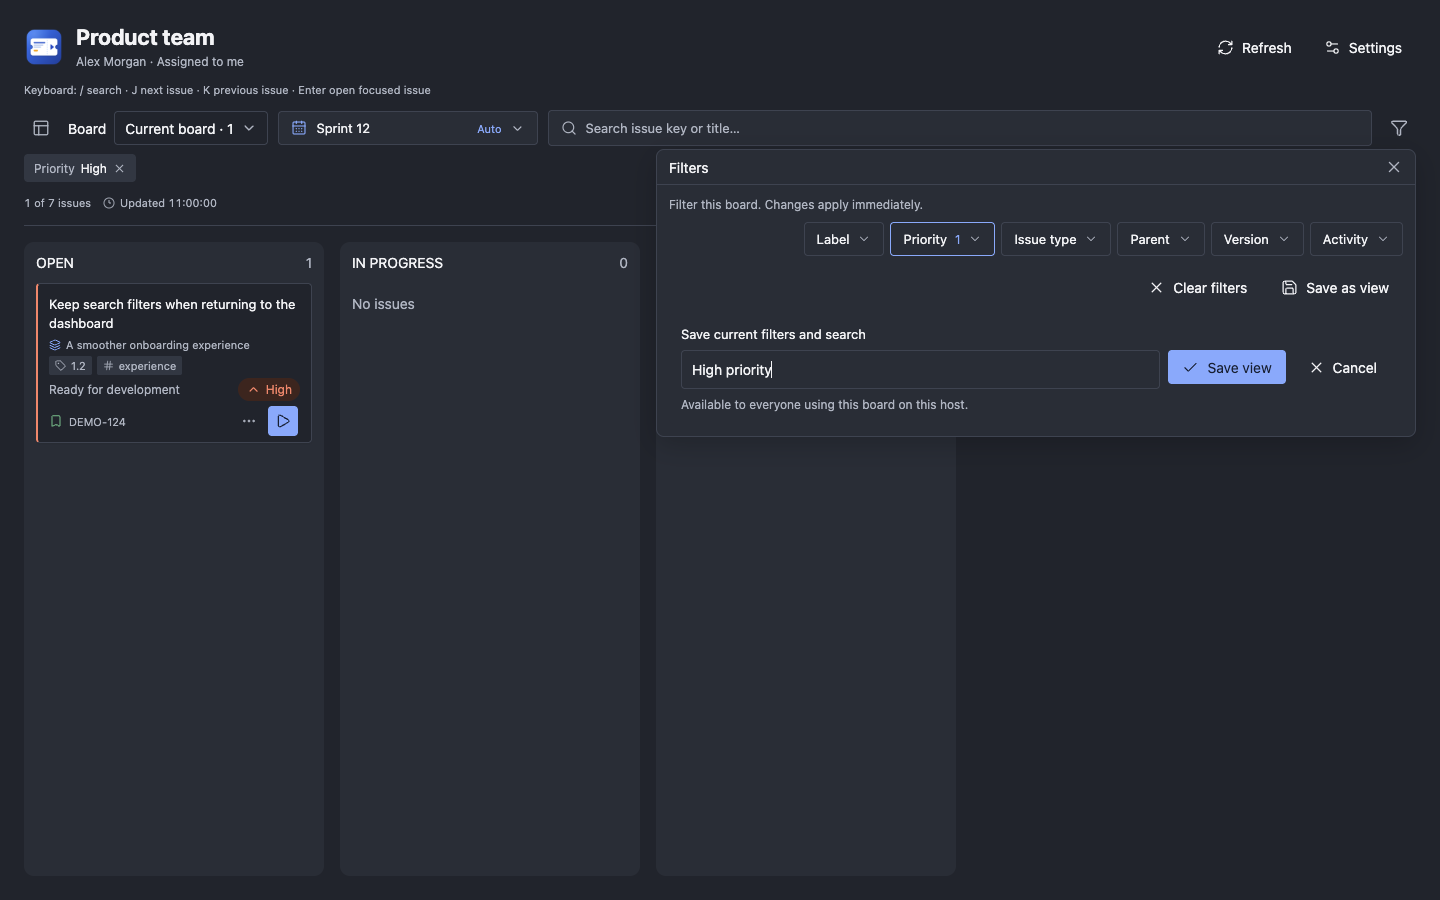 Product team
Alex Morgan · Assigned to me
Refresh
Settings
Keyboard: / search · J next issue · K previous issue · Enter open focused issue
Board
Current board · 1
Sprint 12
Auto
Search issue key or title...
Priority High
1 of 7 issues
Updated 11:00:00
Filters
Filter this board. Changes apply immediately.
Label
Priority 1
Issue type
Parent
Version
Activity
Clear filters
Save as view
Save current filters and search
High priority
Save view
Cancel
Available to everyone using this board on this host.
OPEN
1
Keep search filters when returning to the
dashboard
A smoother onboarding experience
1.2
# experience
Ready for development
High
DEMO-124
IN PROGRESS
0
No issues